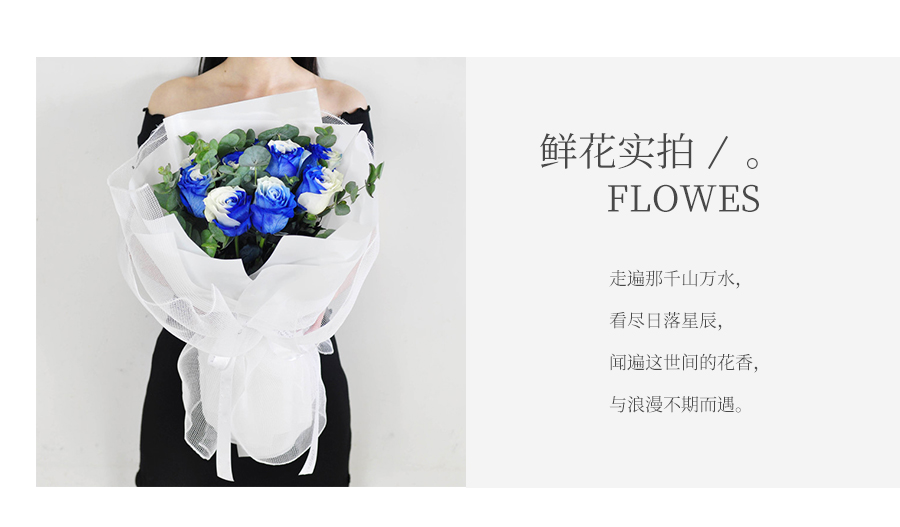 鲜花实拍 / 。
FLOWES
走遍那千山万水,
看尽日落星辰,
闻遍这世间的花香,
与浪漫不期而遇。